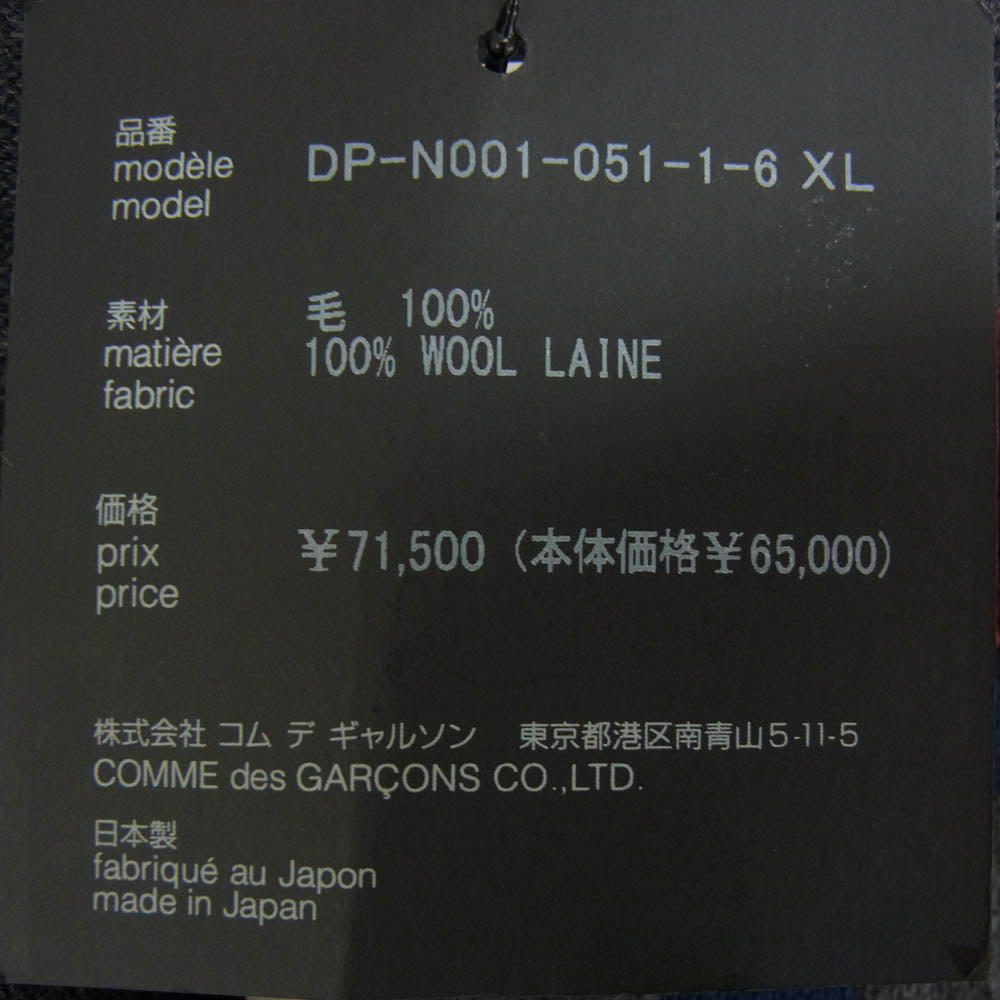 品番
modèle
model
DP-N001-051-1-6 XL
素材
matière
fabric
毛 100%
100% WOOL LAINE
価格
prix
price
¥71,500 (本体価格¥65,000)
株式会社 コム デ ギャルソン 東京都港区南青山5-11-5
COMME des GARÇONS CO.,LTD.
日本製
fabriqué au Japon
made in Japan